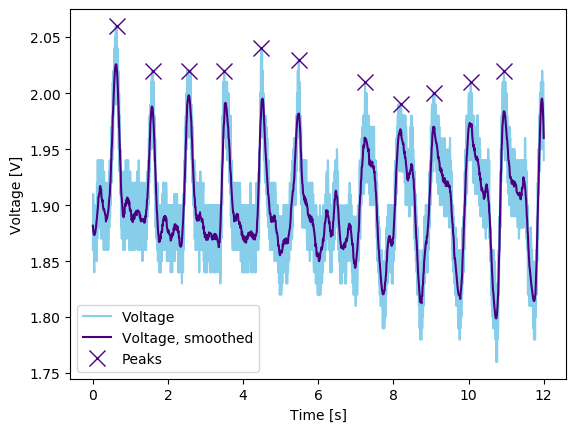 2.05
2.00
1.95
1.90
1.85
1.80
1.75
Voltage [V]
Voltage
Voltage, smoothed
Peaks
0 2 4 6 8 10 12
Time [s]